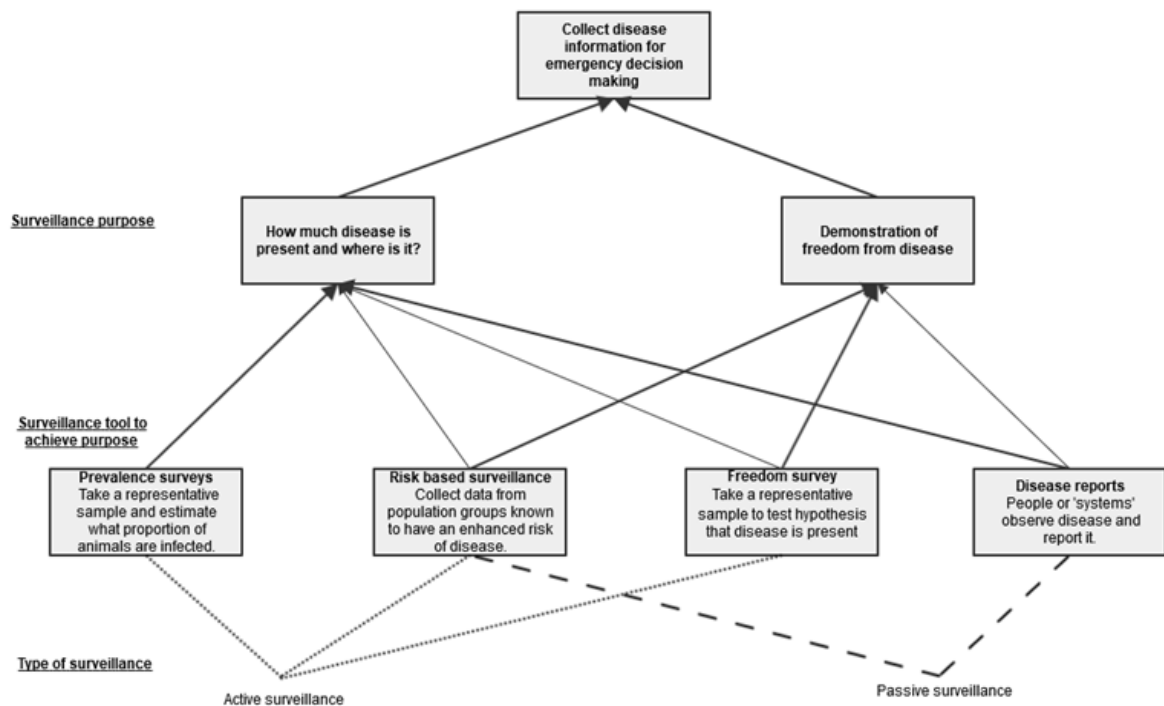 Collect disease
information for
emergency decision
making
Surveillance purpose
How much disease is
present and where is it?
Demonstration of
freedom from disease
Surveillance tool to
achieve purpose
Prevalence surveys
Take a representative
sample and estimate
what proportion of
animals are infected.
Risk based surveillance
Collect data from
population groups known
to have an enhanced risk
of disease.
Freedom survey
Take a representative
sample to test hypothesis
that disease is present
Disease reports
People or 'systems'
observe disease and
report it.
Type of surveillance
Active surveillance
Passive surveillance